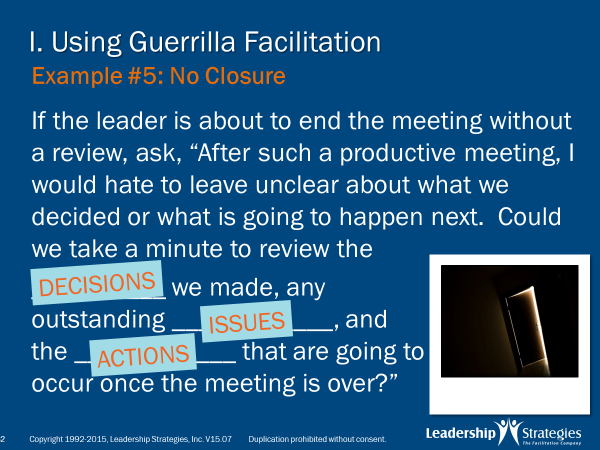 I. Using Guerrilla Facilitation
Example #5: No Closure
If the leader is about to end the meeting without
a review, ask, “After such a productive meeting, I
would hate to leave unclear about what we
decided or what is going to happen next.  Could
we take a minute to review the
DECISIONS we made, any
outstanding __ISSUES___, and
the _ACTIONS___ that are going to
occur once the meeting is over?”
2 Copyright 1992-2015, Leadership Strategies, Inc. V15.07 Duplication prohibited without consent.
Leadership Strategies
The Facilitation Company